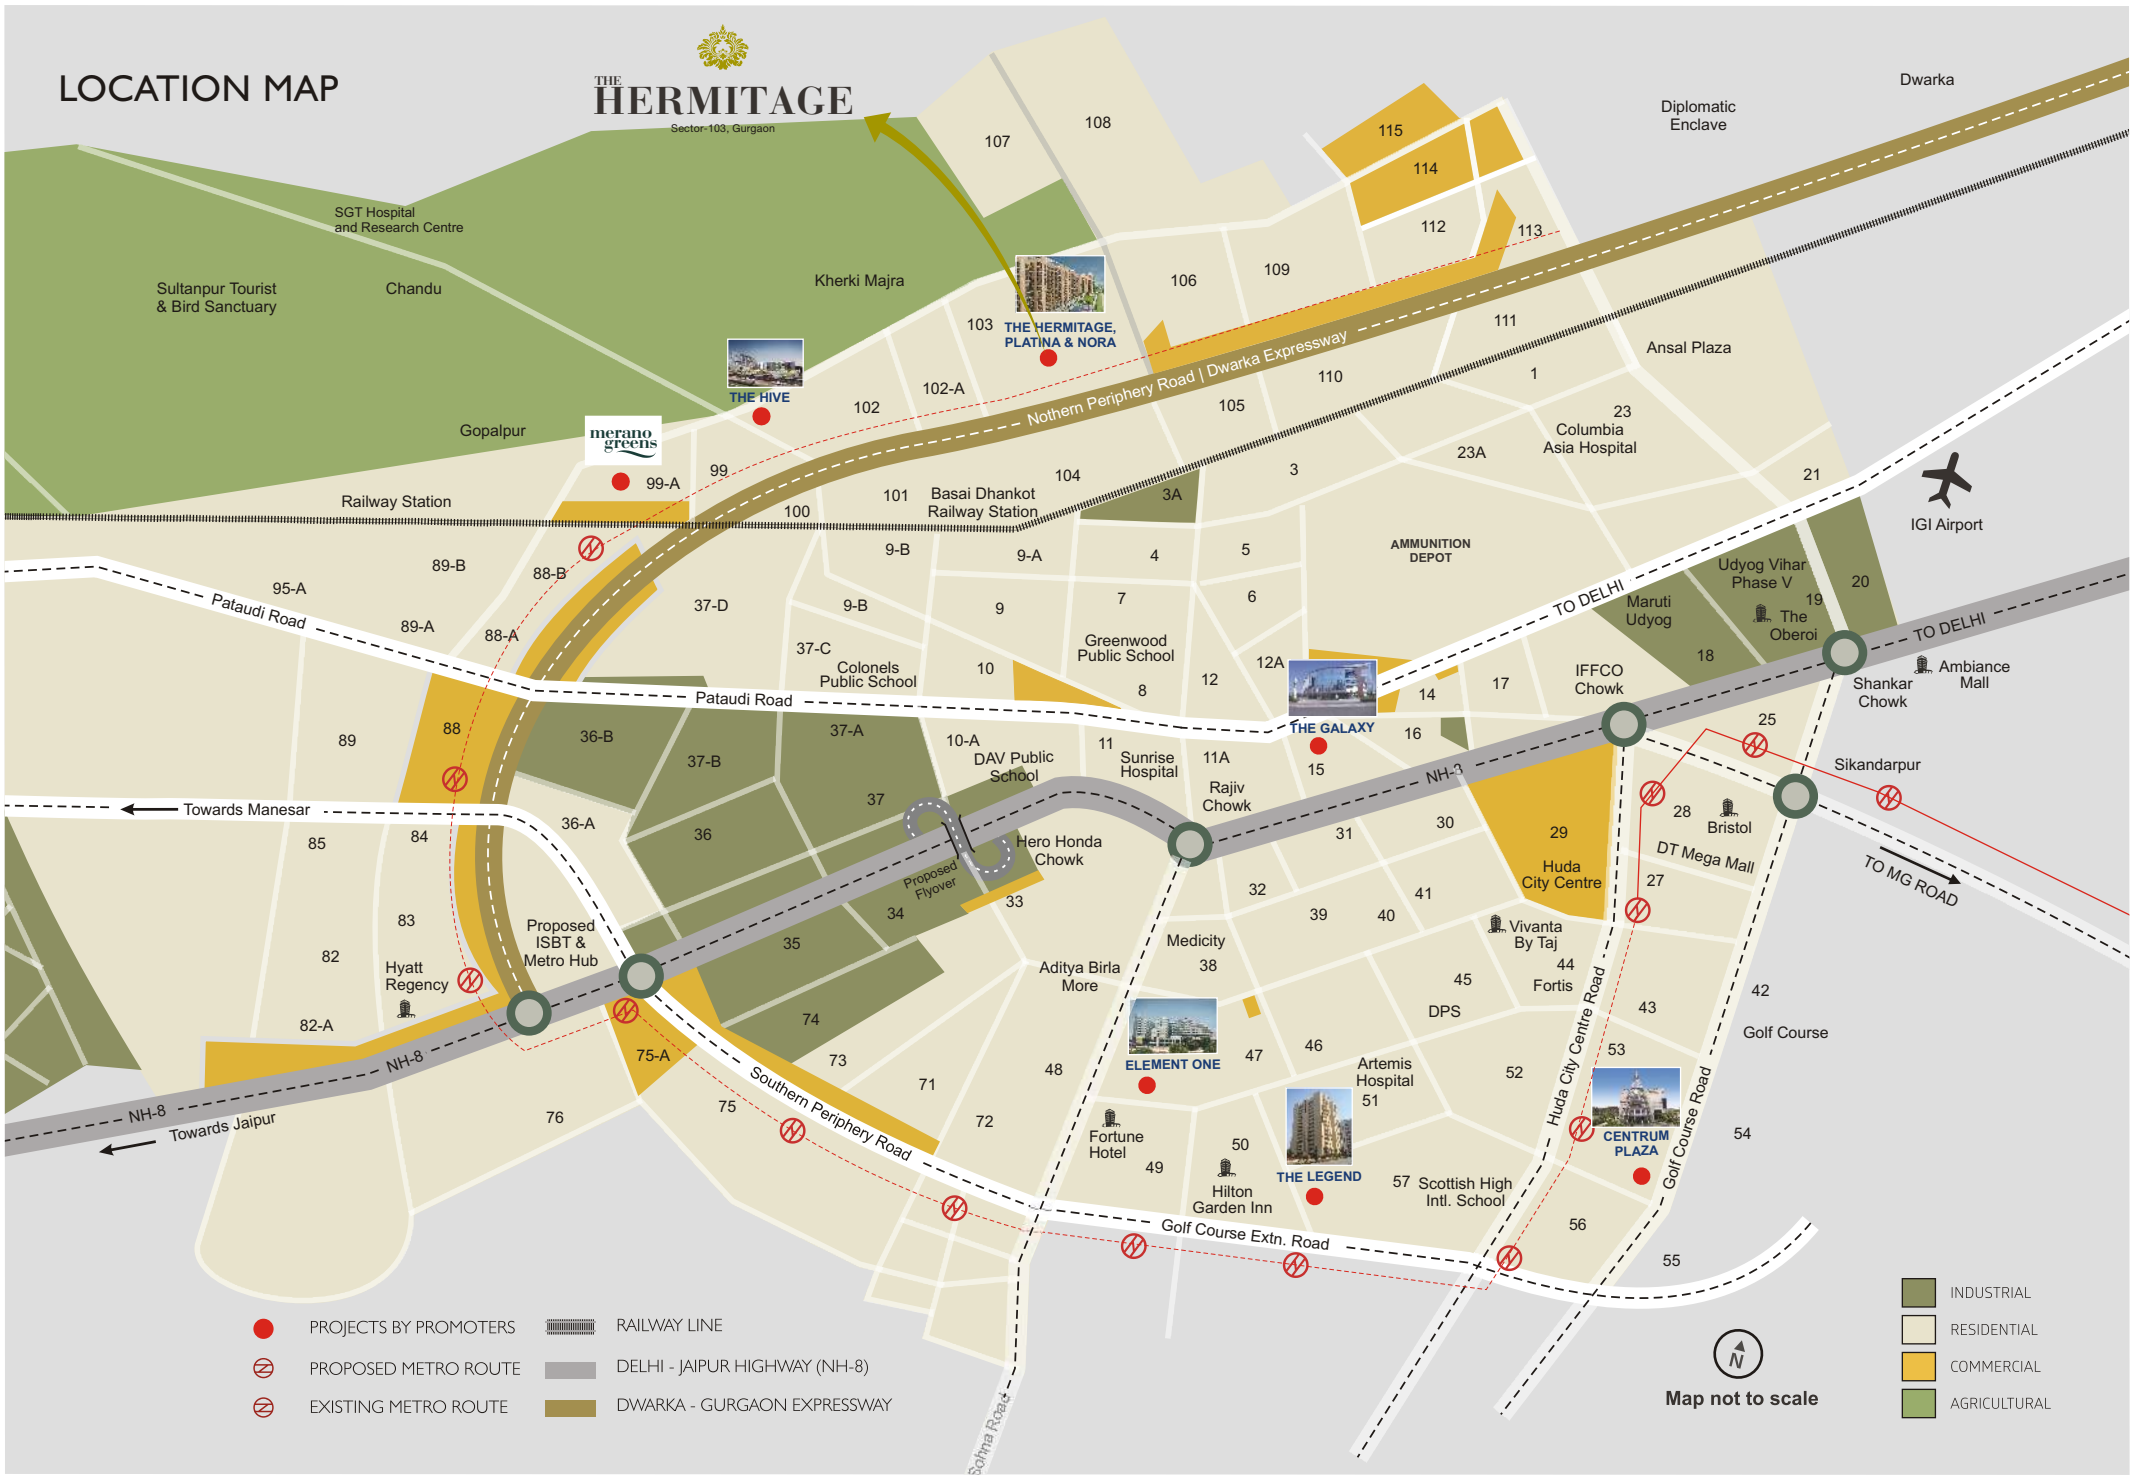 LOCATION MAP
THE
HERMITAGE
Sector-103, Gurgaon
Dwarka
Diplomatic
Enclave
115
108
107
114
112
113
SGT Hospital
and Research Centre
Sultanpur Tourist
& Bird Sanctuary
Chandu
Kherki Majra
106
109
103
THE HERMITAGE,
PLATINA & NORA
111
Ansal Plaza
Nothern Periphery Road | Dwarka Expressway
THE HIVE
102-A
102
110
1
105
23
Columbia
Asia Hospital
Gopalpur
merano
greens
99
99-A
104
3
23A
21
Railway Station
101
100
Basai Dhankot
Railway Station
3A
IGI Airport
89-B
88-B
9-B
9-A
4
5
AMMUNITION
DEPOT
Udyog Vihar
Phase V
20
95-A
Pataudi Road
89-A
88-A
37-D
9-B
9
7
6
TO DELHI
Maruti
Udyog
19
The
Oberoi
TO DELHI
37-C
Colonels
Public School
10
Greenwood
Public School
12A
12
8
18
IFFCO
Chowk
17
14
Ambiance
Mall
Shankar
Chowk
Pataudi Road
88
36-B
37-A
10-A
11
THE GALAXY
16
25
89
37-B
DAV Public
School
Sunrise
Hospital
11A
15
NH-8
Sikandarpur
Rajiv
Chowk
Towards Manesar
37
36-A
36
84
85
Hero Honda
Chowk
31
30
29
28
Bristol
DT Mega Mall
Huda
City Centre
27
TO MG ROAD
Proposed
Flyover
34
33
32
39
40
41
83
Proposed
ISBT &
Metro Hub
35
Medicity
38
Vivanta
By Taj
82
Hyatt
Regency
Aditya Birla
More
44
Fortis
45
42
82-A
74
DPS
43
Golf Course
NH-8
75-A
73
71
48
ELEMENT ONE
47
46
Artemis
Hospital
51
52
53
Huda City Centre Road
Golf Course Road
NH-8
Towards Jaipur
76
75
Southern Periphery Road
72
Fortune
Hotel
49
50
Hilton
Garden Inn
THE LEGEND
57
Scottish High
Intl. School
CENTRUM
PLAZA
54
56
55
Golf Course Extn. Road
Sohna Road
PROJECTS BY PROMOTERS
PROPOSED METRO ROUTE
EXISTING METRO ROUTE
RAILWAY LINE
DELHI - JAIPUR HIGHWAY (NH-8)
DWARKA - GURGAON EXPRESSWAY
N
Map not to scale
INDUSTRIAL
RESIDENTIAL
COMMERCIAL
AGRICULTURAL